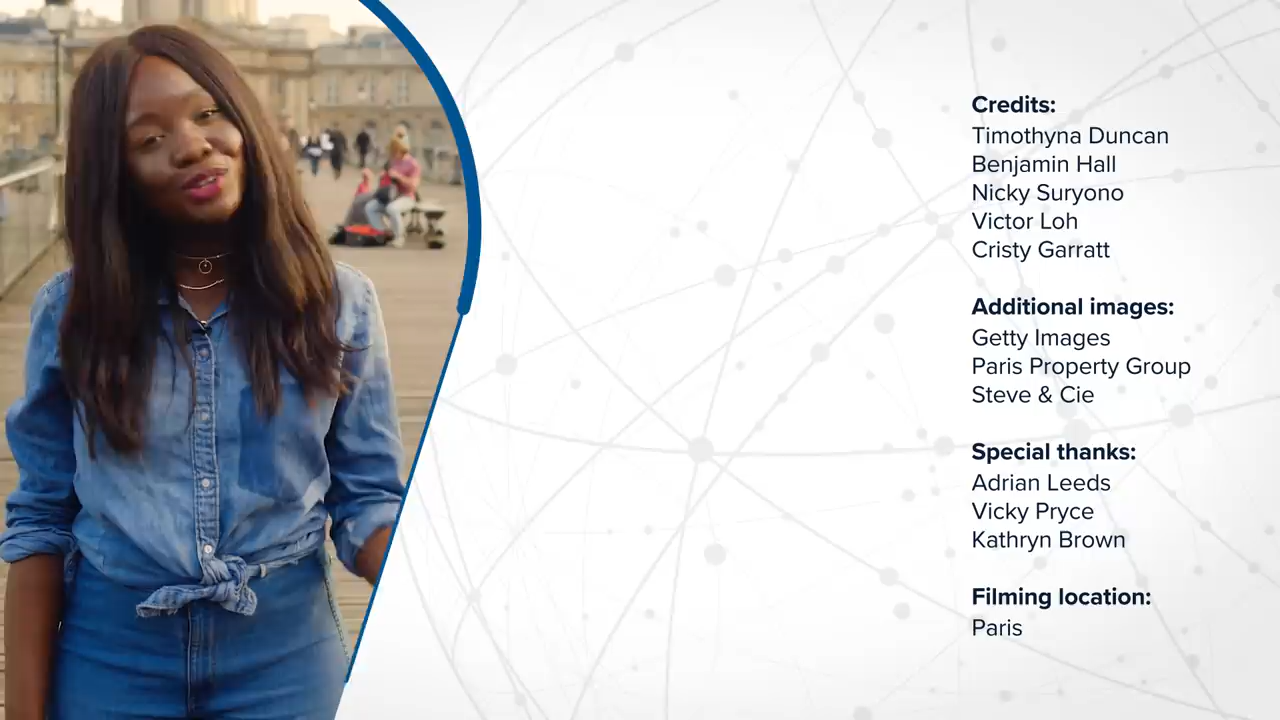 Credits:
Timothyna Duncan
Benjamin Hall
Nicky Suryono
Victor Loh
Cristy Garratt
Additional images:
Getty Images
Paris Property Group
Steve & Cie
Special thanks:
Adrian Leeds
Vicky Pryce
Kathryn Brown
Filming location:
Paris